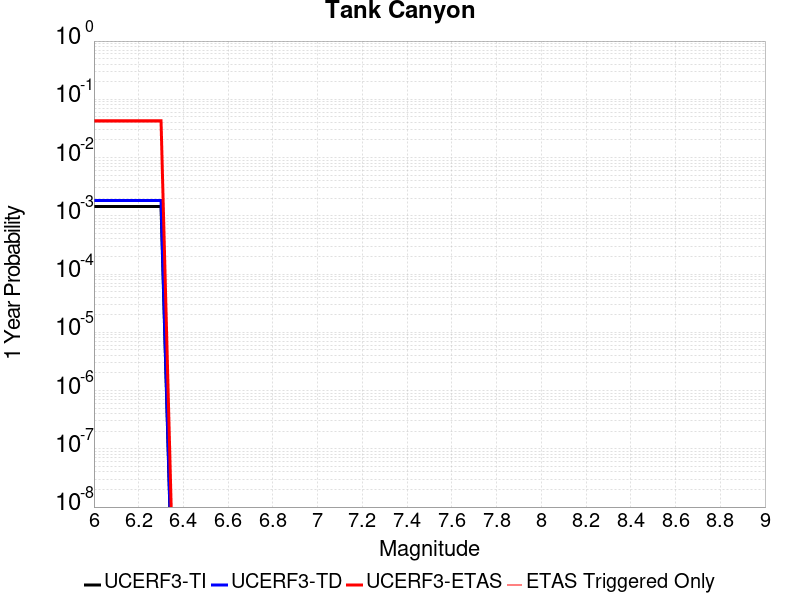 Tank Canyon
10^0
10^-1
10^-2
10^-3
10^-4
10^-5
10^-6
10^-7
10^-8
1 Year Probability
6 6.2 6.4 6.6 6.8 7 7.2 7.4 7.6 7.8 8 8.2 8.4 8.6 8.8 9
Magnitude
UCERF3-TI UCERF3-TD UCERF3-ETAS ETAS Triggered Only